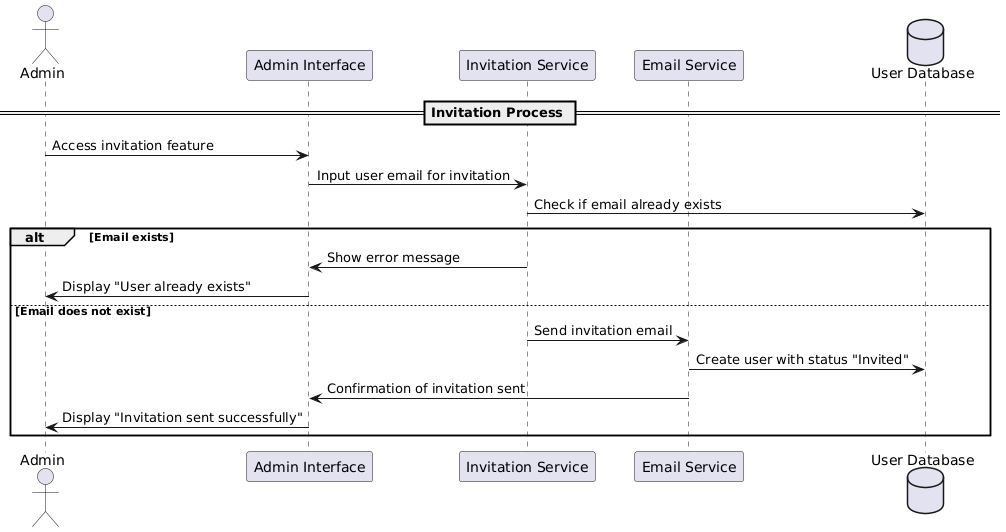 Admin
Admin Interface
Invitation Service
Email Service
User Database
Invitation Process
Access invitation feature
Input user email for invitation
Check if email already exists
alt
[Email exists]
Show error message
Display "User already exists"
[Email does not exist]
Send invitation email
Create user with status "Invited"
Confirmation of invitation sent
Display "Invitation sent successfully"
Admin
Admin Interface
Invitation Service
Email Service
User Database